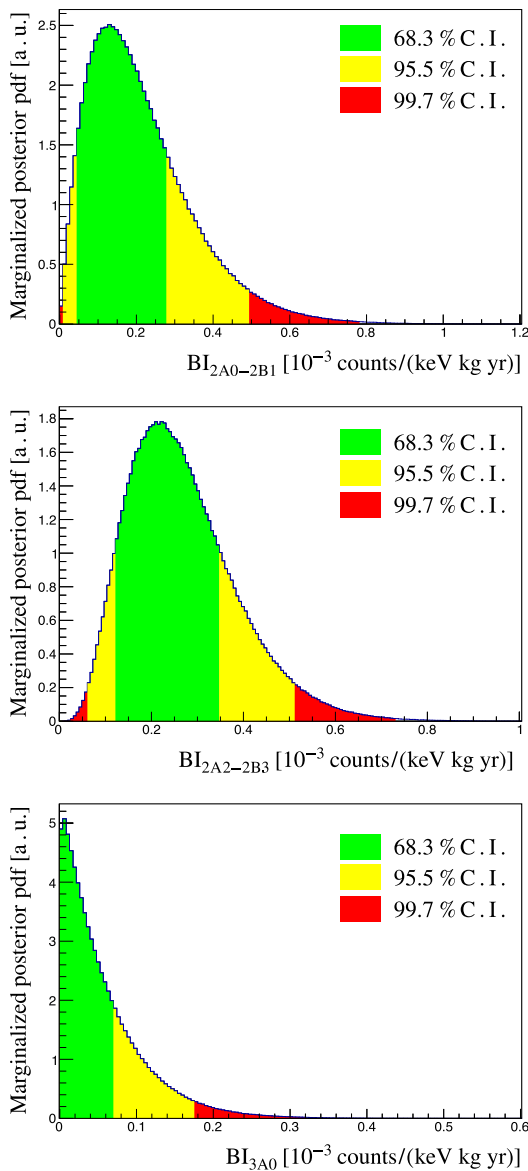 Marginalized posterior pdf [a. u.]
2.5
2
1.5
1
0.5
0
68.3 % C. I.
95.5 % C. I.
99.7 % C. I.
0 0.2 0.4 0.6 0.8 1 1.2
BI2A0−2B1 [10−3 counts/(keV kg yr)]
Marginalized posterior pdf [a. u.]
1.8
1.6
1.4
1.2
1
0.8
0.6
0.4
0.2
0
68.3 % C. I.
95.5 % C. I.
99.7 % C. I.
0 0.2 0.4 0.6 0.8 1
BI2A2−2B3 [10−3 counts/(keV kg yr)]
Marginalized posterior pdf [a. u.]
5
4
3
2
1
0
68.3 % C. I.
95.5 % C. I.
99.7 % C. I.
0 0.1 0.2 0.3 0.4 0.5 0.6
BI3A0 [10−3 counts/(keV kg yr)]